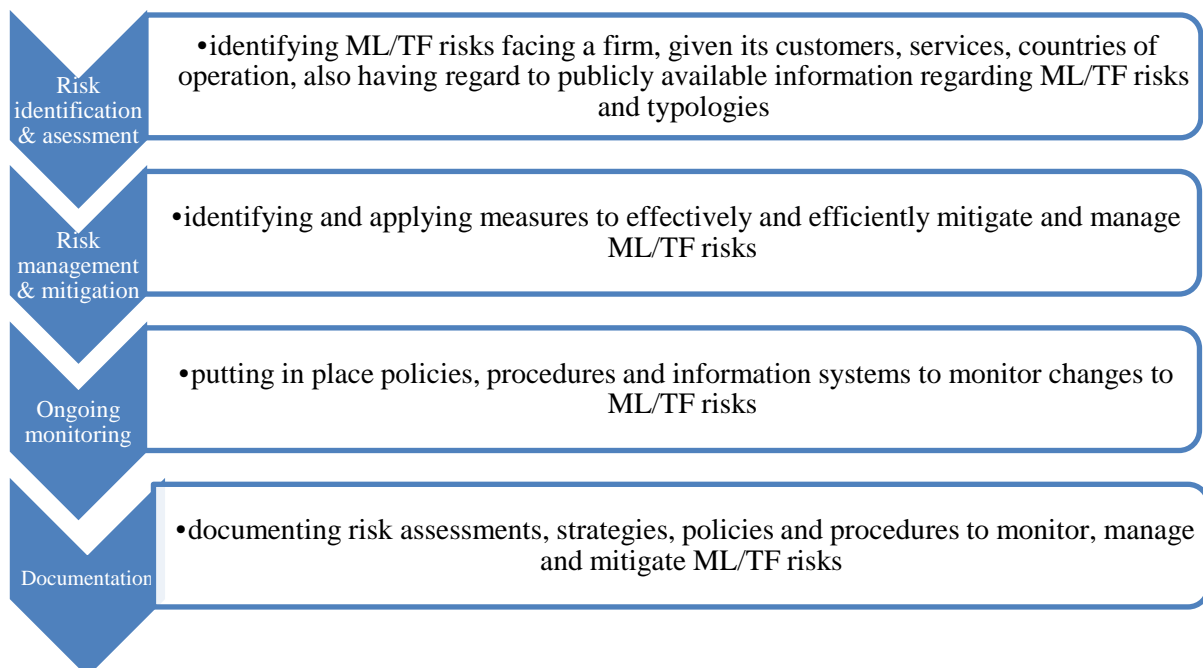 Risk
identification
& asessment
•identifying ML/TF risks facing a firm, given its customers, services, countries of
operation, also having regard to publicly available information regarding ML/TF risks
and typologies
Risk
management
& mitigation
•identifying and applying measures to effectively and efficiently mitigate and manage
ML/TF risks
Ongoing
monitoring
•putting in place policies, procedures and information systems to monitor changes to
ML/TF risks
Documentation
•documenting risk assessments, strategies, policies and procedures to monitor, manage
and mitigate ML/TF risks